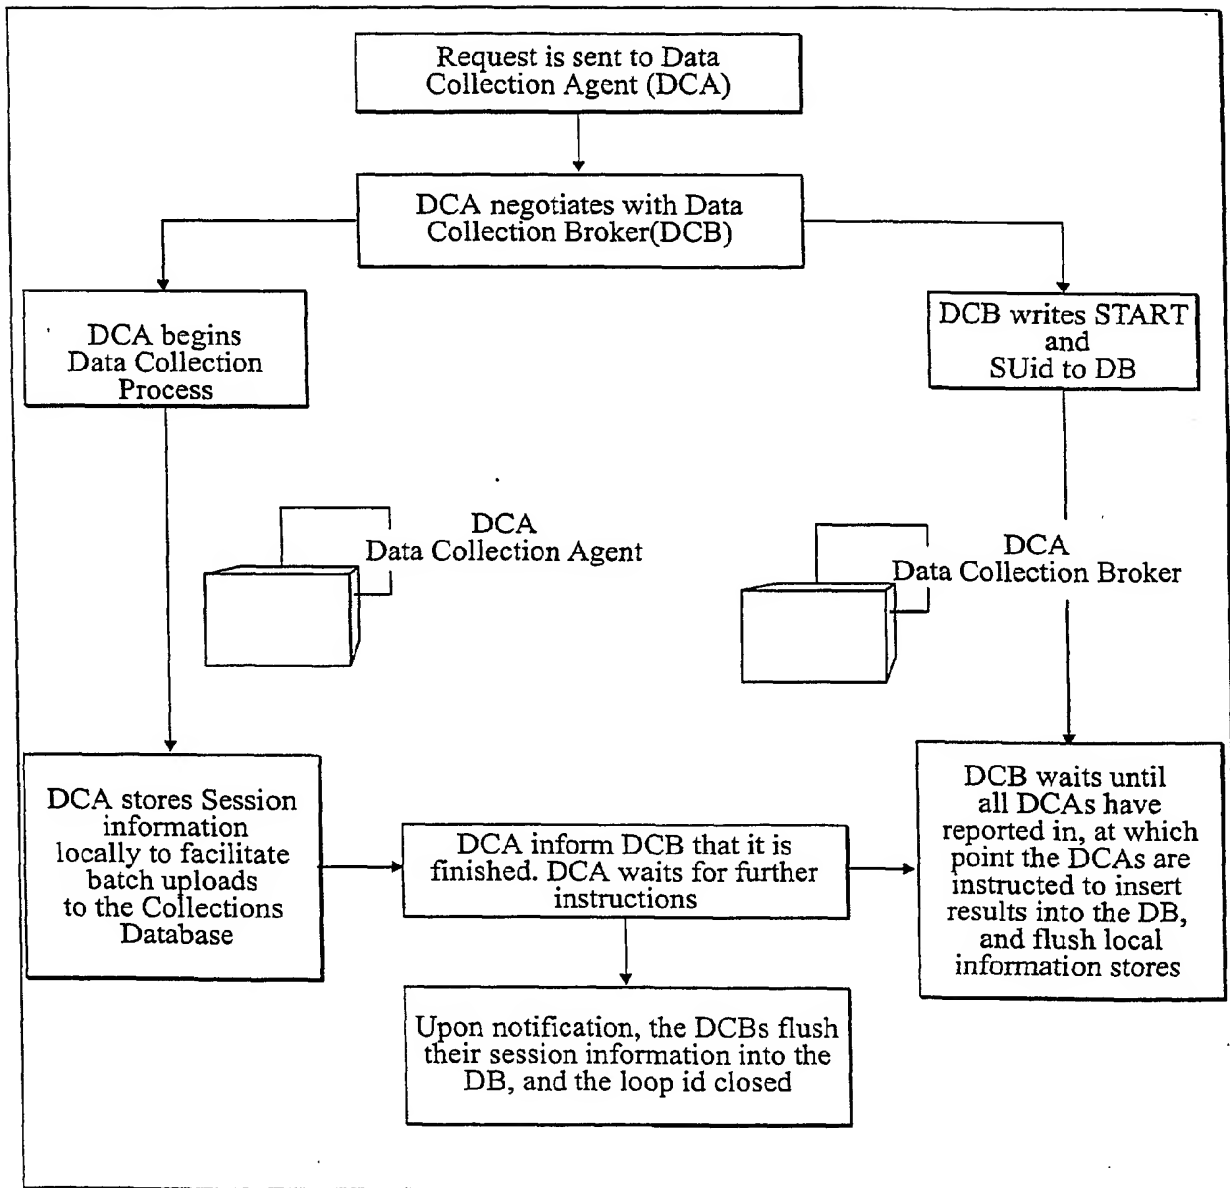 Request is sent to Data
Collection Agent (DCA)
DCA negotiates with Data
Collection Broker(DCB)
DCA begins
Data Collection
Process
DCB writes START
and
SUid to DB
DCA
Data Collection Agent
DCA
Data Collection Broker
DCA stores Session
information
locally to facilitate
batch uploads
to the Collections
Database
DCA inform DCB that it is
finished. DCA waits for further
instructions
DCB waits until
all DCAs have
reported in, at which
point the DCAs are
instructed to insert
results into the DB,
and flush local
information stores
Upon notification, the DCBs flush
their session information into the
DB, and the loop id closed